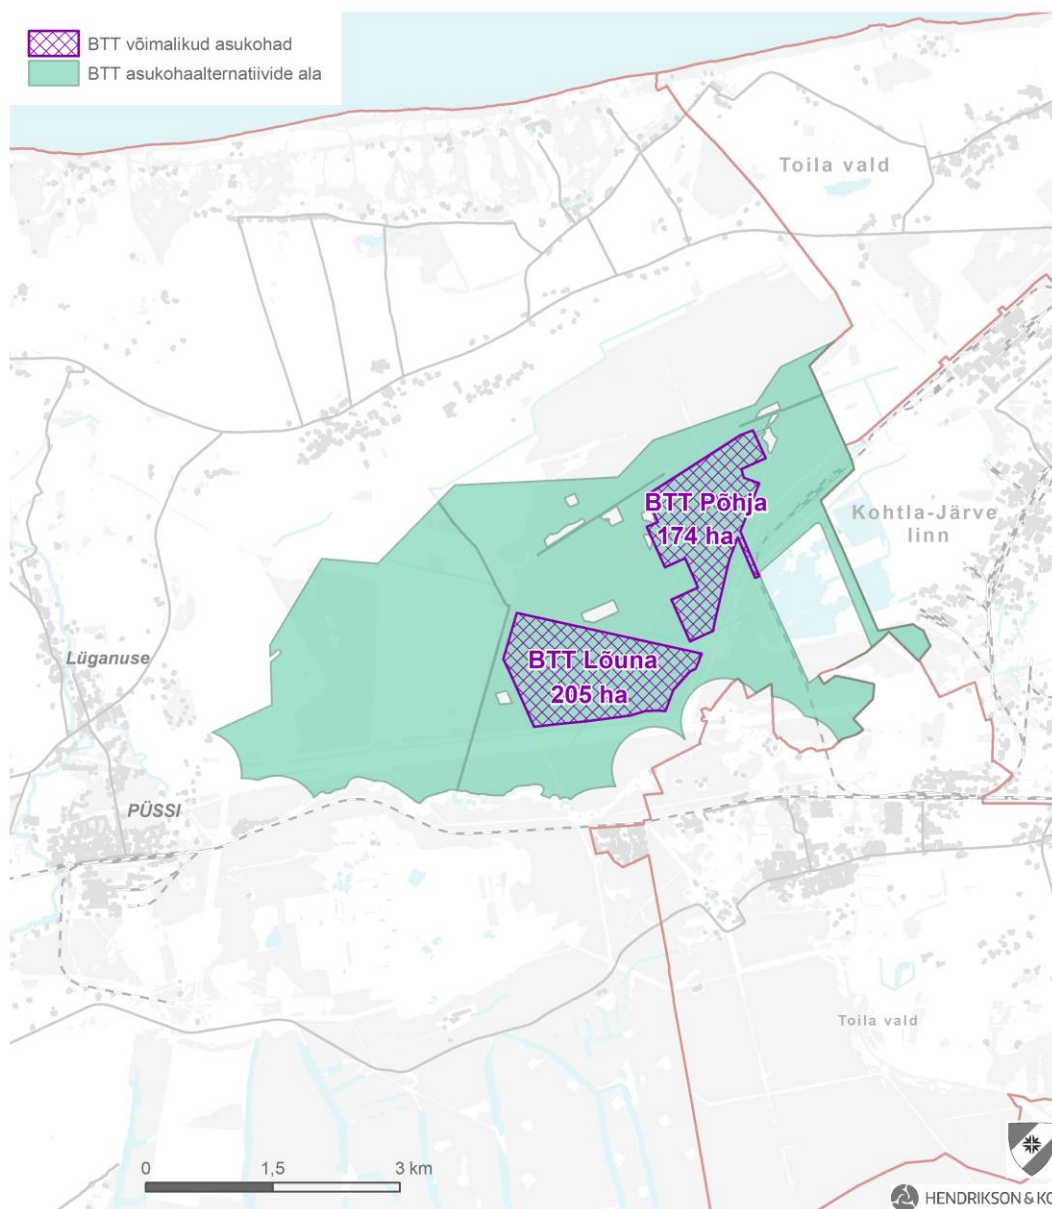 BTT võimalikud asukohad
BTT asukohaalternatiivide ala
Toila vald
BTT Põhja
174 ha
Kohtla-Järve
linn
Lüganuse
BTT Lõuna
205 ha
PÜSSI
Toila vald
0 1,5 3 km
HENDRIKSON & KO